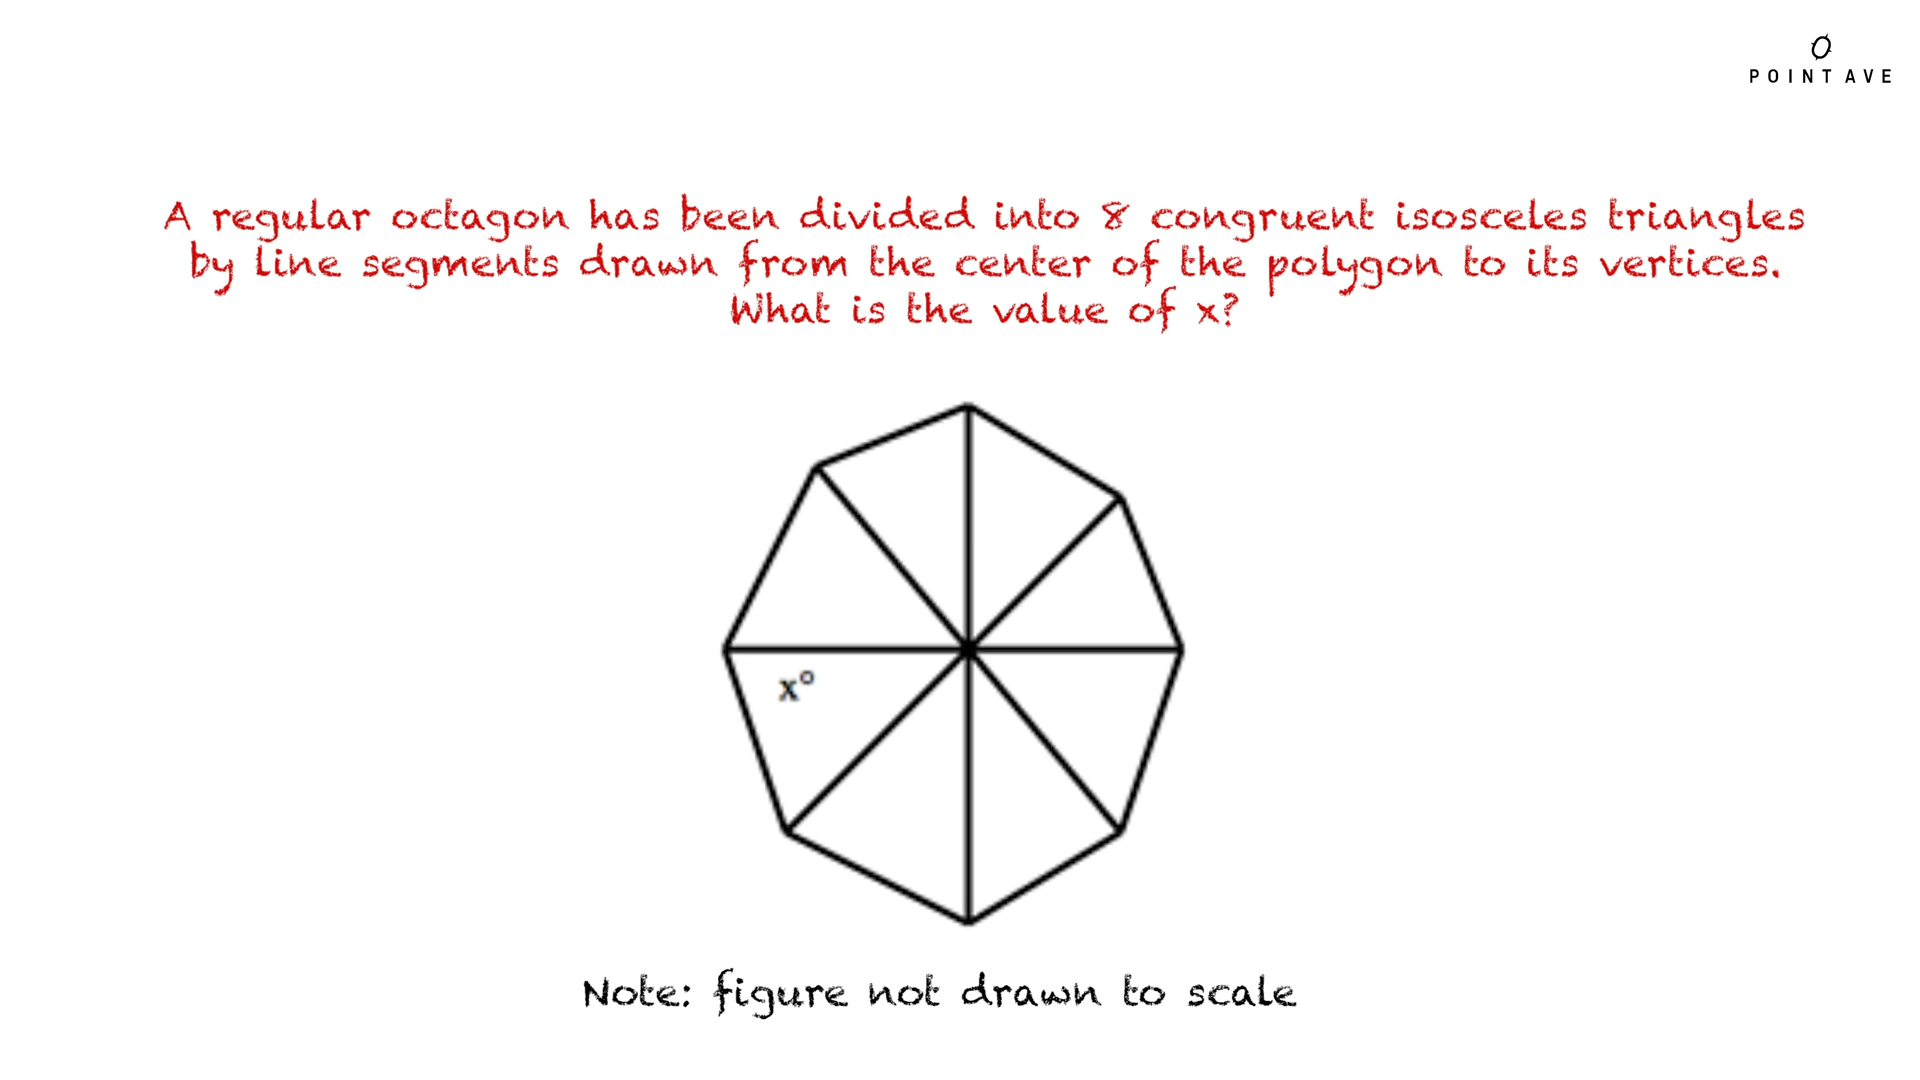 POINT AVE
A regular octagon has been divided into 8 congruent isosceles triangles
by line segments drawn from the center of the polygon to its vertices.
What is the value of x?
x°
Note: figure not drawn to scale